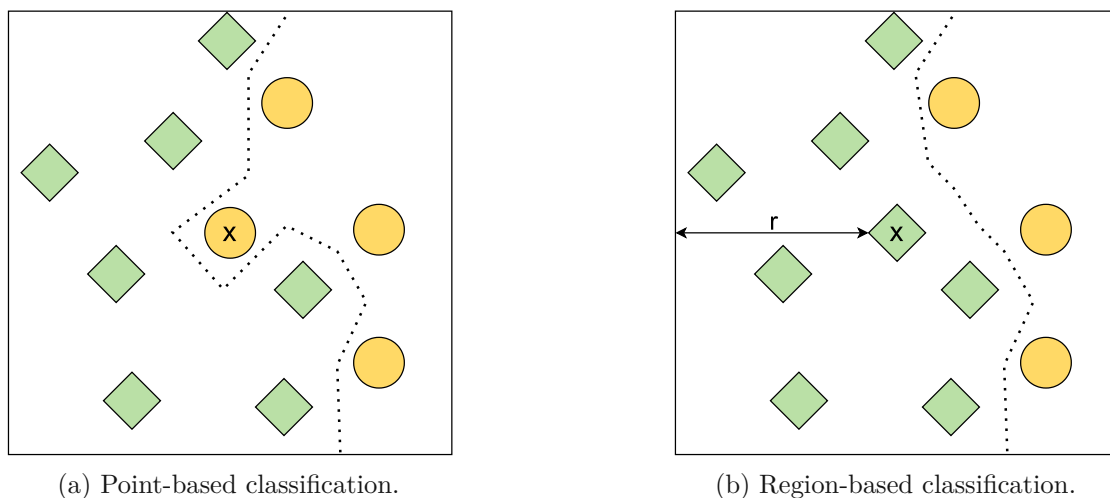 x
r
x
(a) Point-based classification.
(b) Region-based classification.